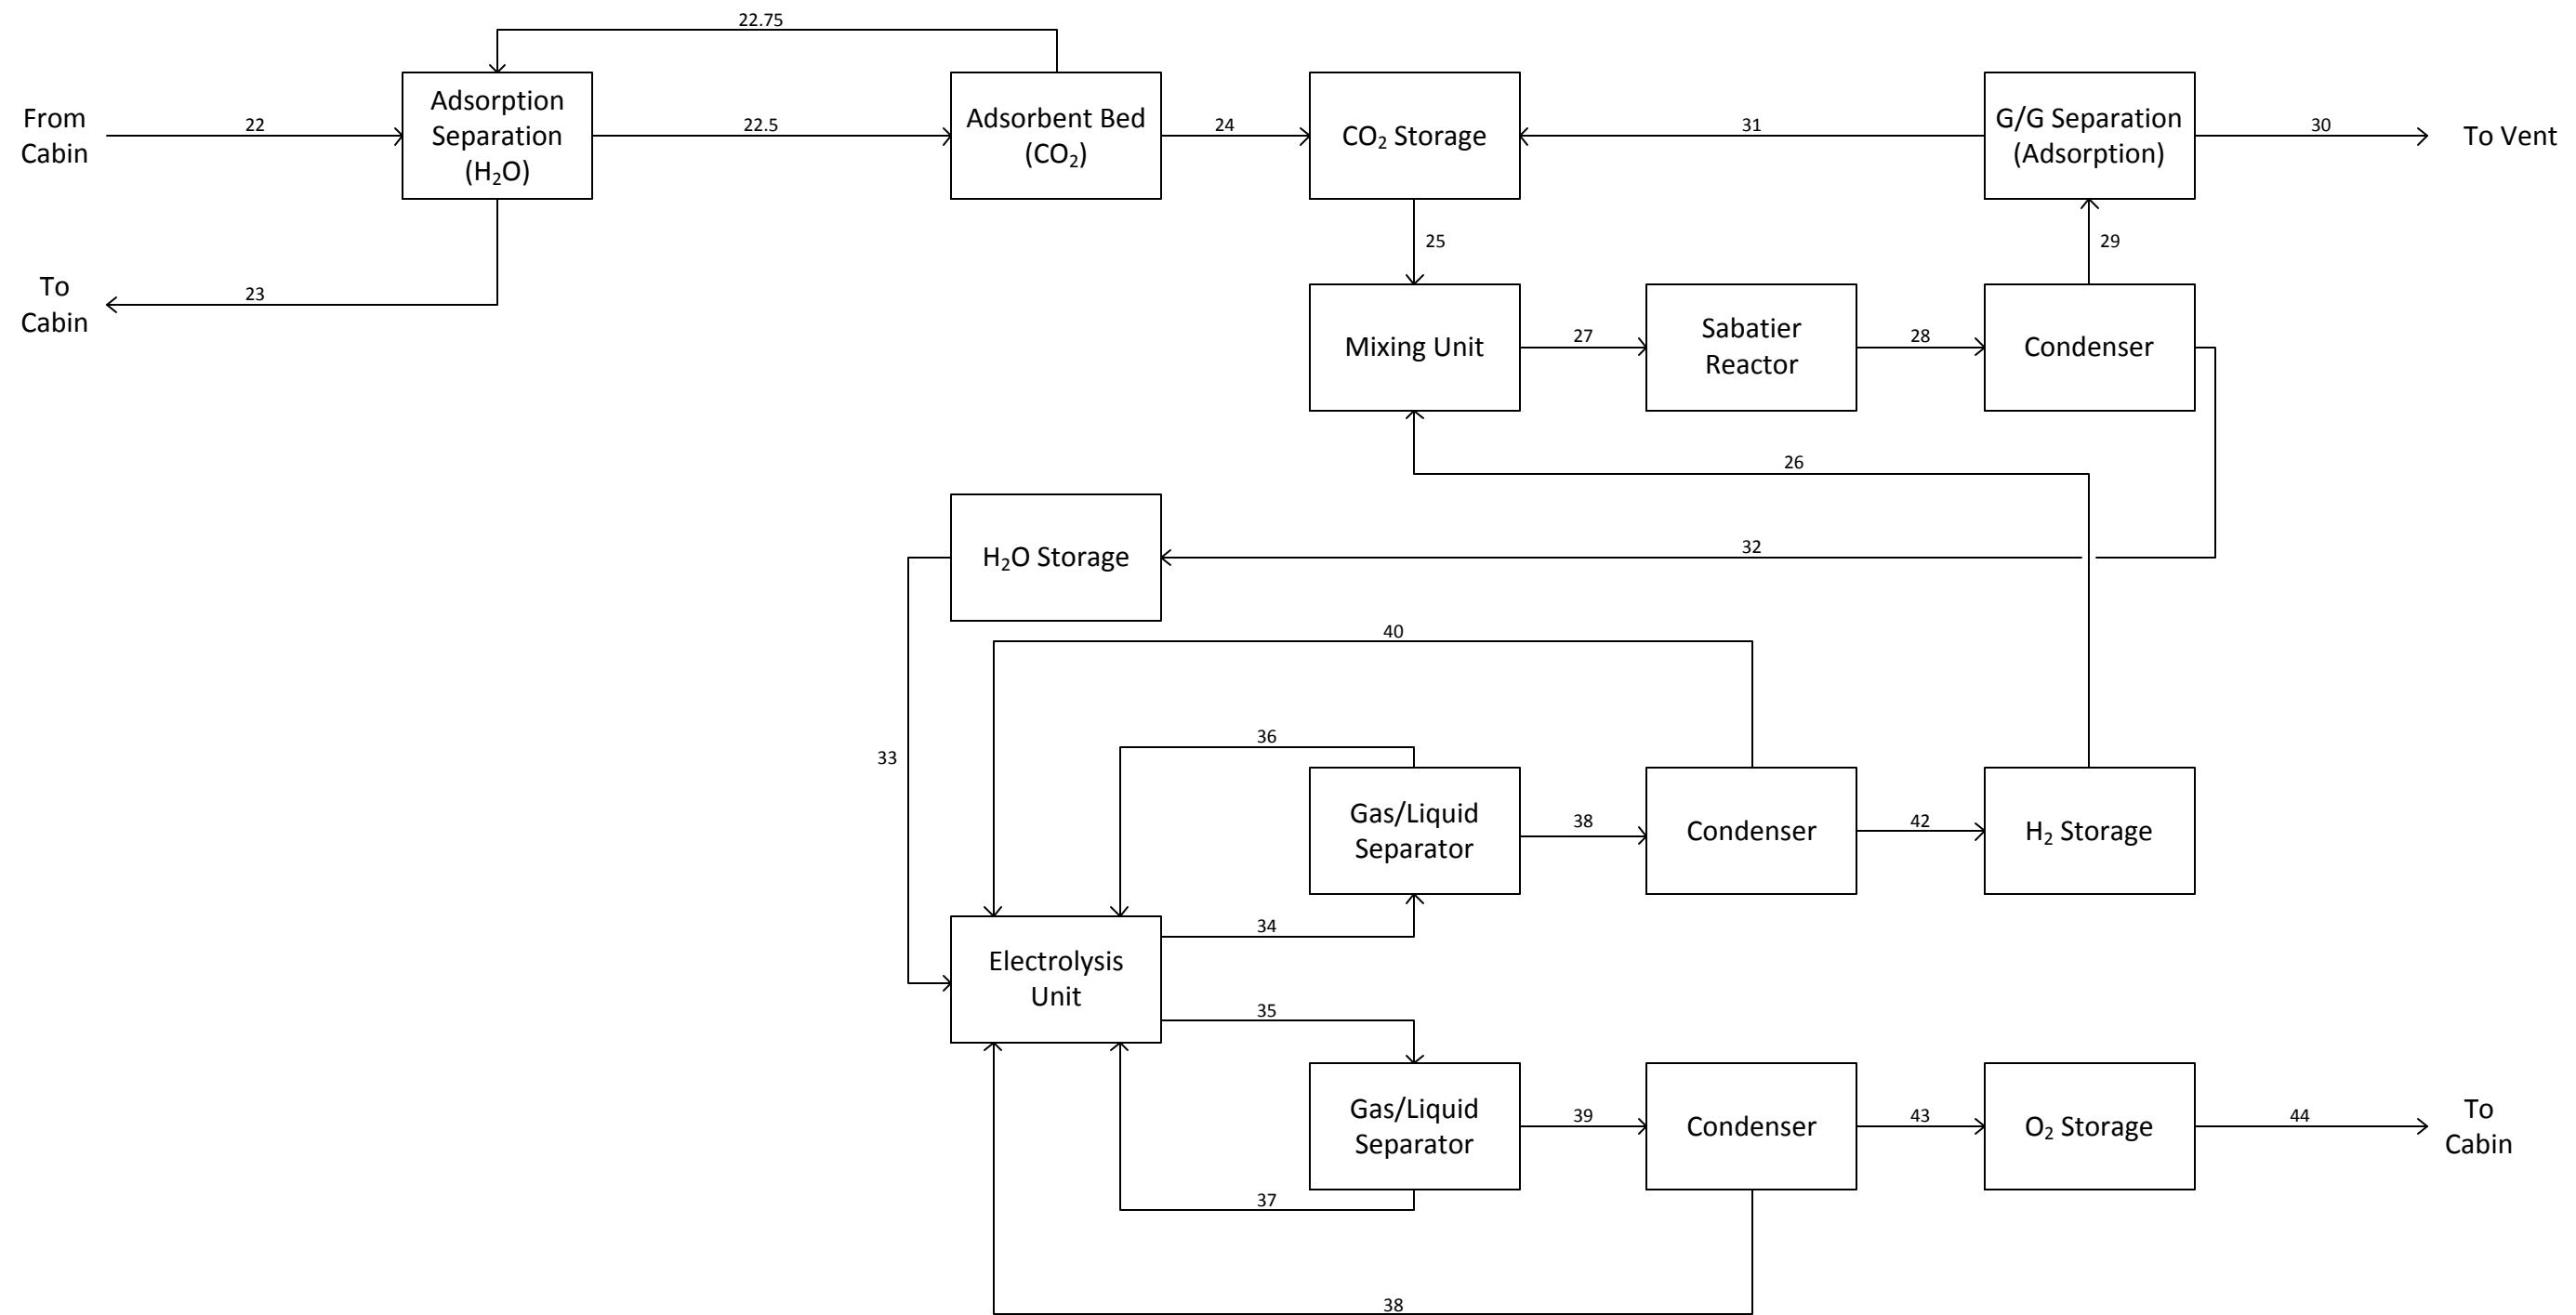 22.75
From
Cabin
22
Adsorption
Separation
(H₂O)
22.5
Adsorbent Bed
(CO₂)
24
CO₂ Storage
31
G/G Separation
(Adsorption)
30
To Vent
25
29
To
Cabin
23
Mixing Unit
27
Sabatier
Reactor
28
Condenser
26
H₂O Storage
32
40
36
33
Gas/Liquid
Separator
38
Condenser
42
H₂ Storage
34
Electrolysis
Unit
35
Gas/Liquid
Separator
39
Condenser
43
O₂ Storage
44
To
Cabin
37
38